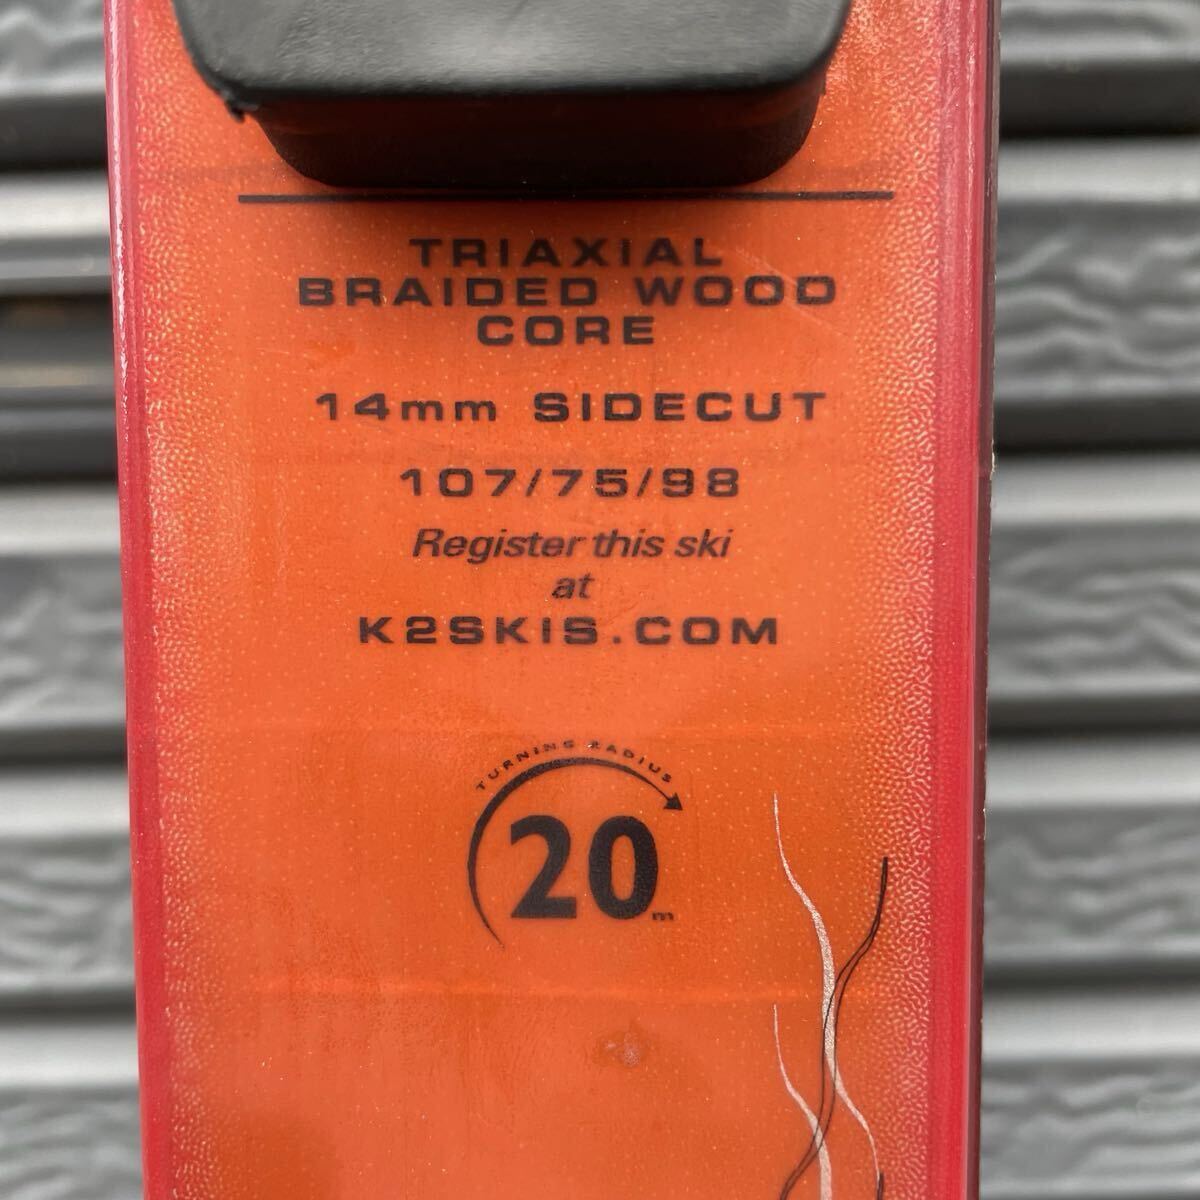 TRIAXIAL
BRAIDED WOOD
CORE
14mm SIDECUT
107/75/98
Register this ski
at
K2SKIS.COM
TURNING RADIUS
20m